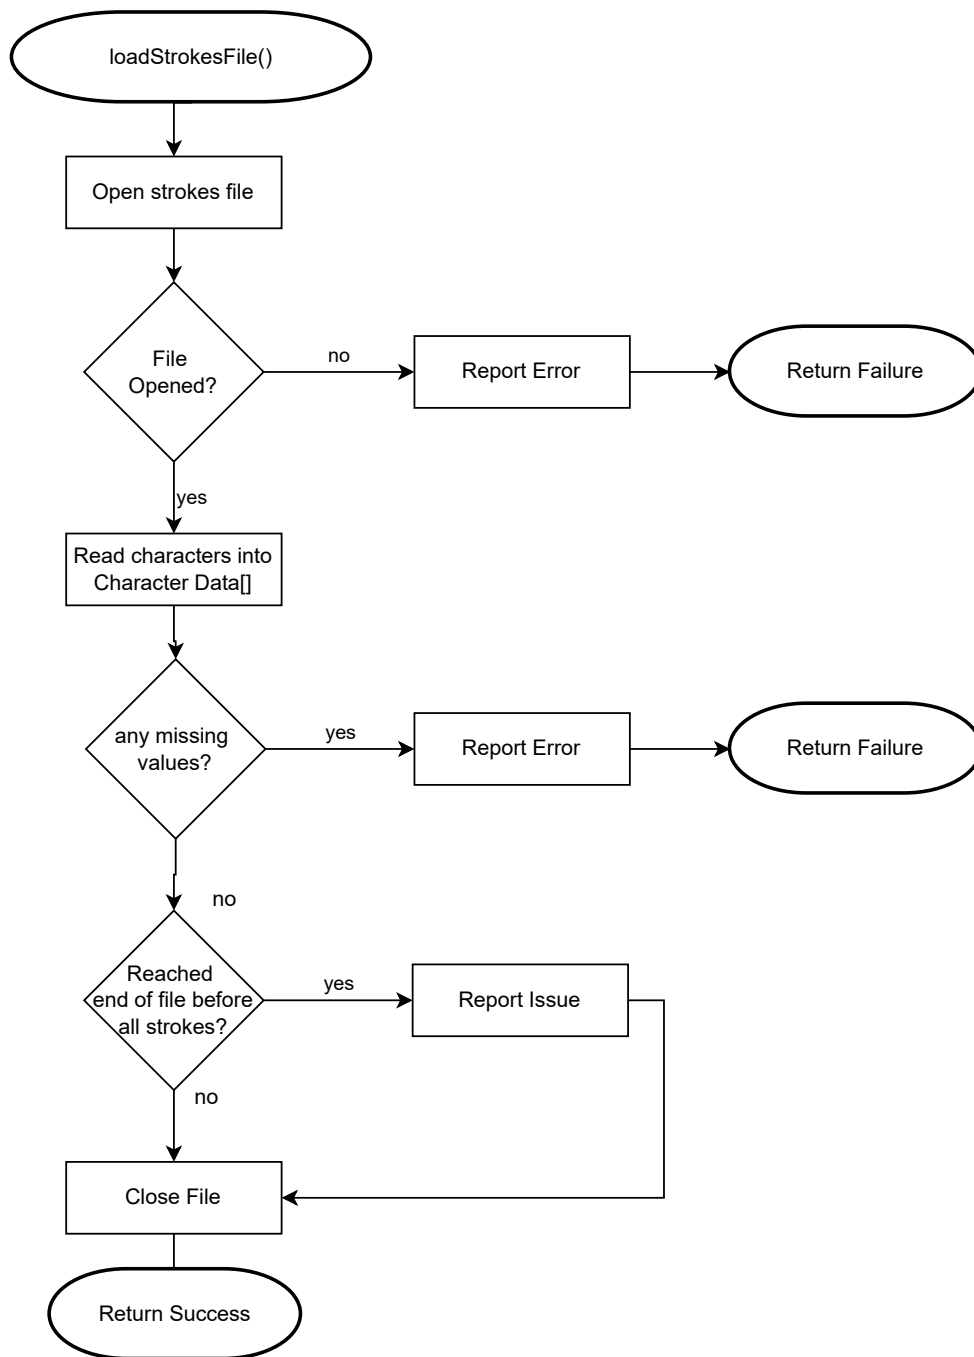 loadStrokesFile()
Open strokes file
File
Opened?
no
Report Error
Return Failure
yes
Read characters into
Character Data[]
any missing
values?
yes
Report Error
Return Failure
no
Reached
end of file before
all strokes?
yes
Report Issue
no
Close File
Return Success